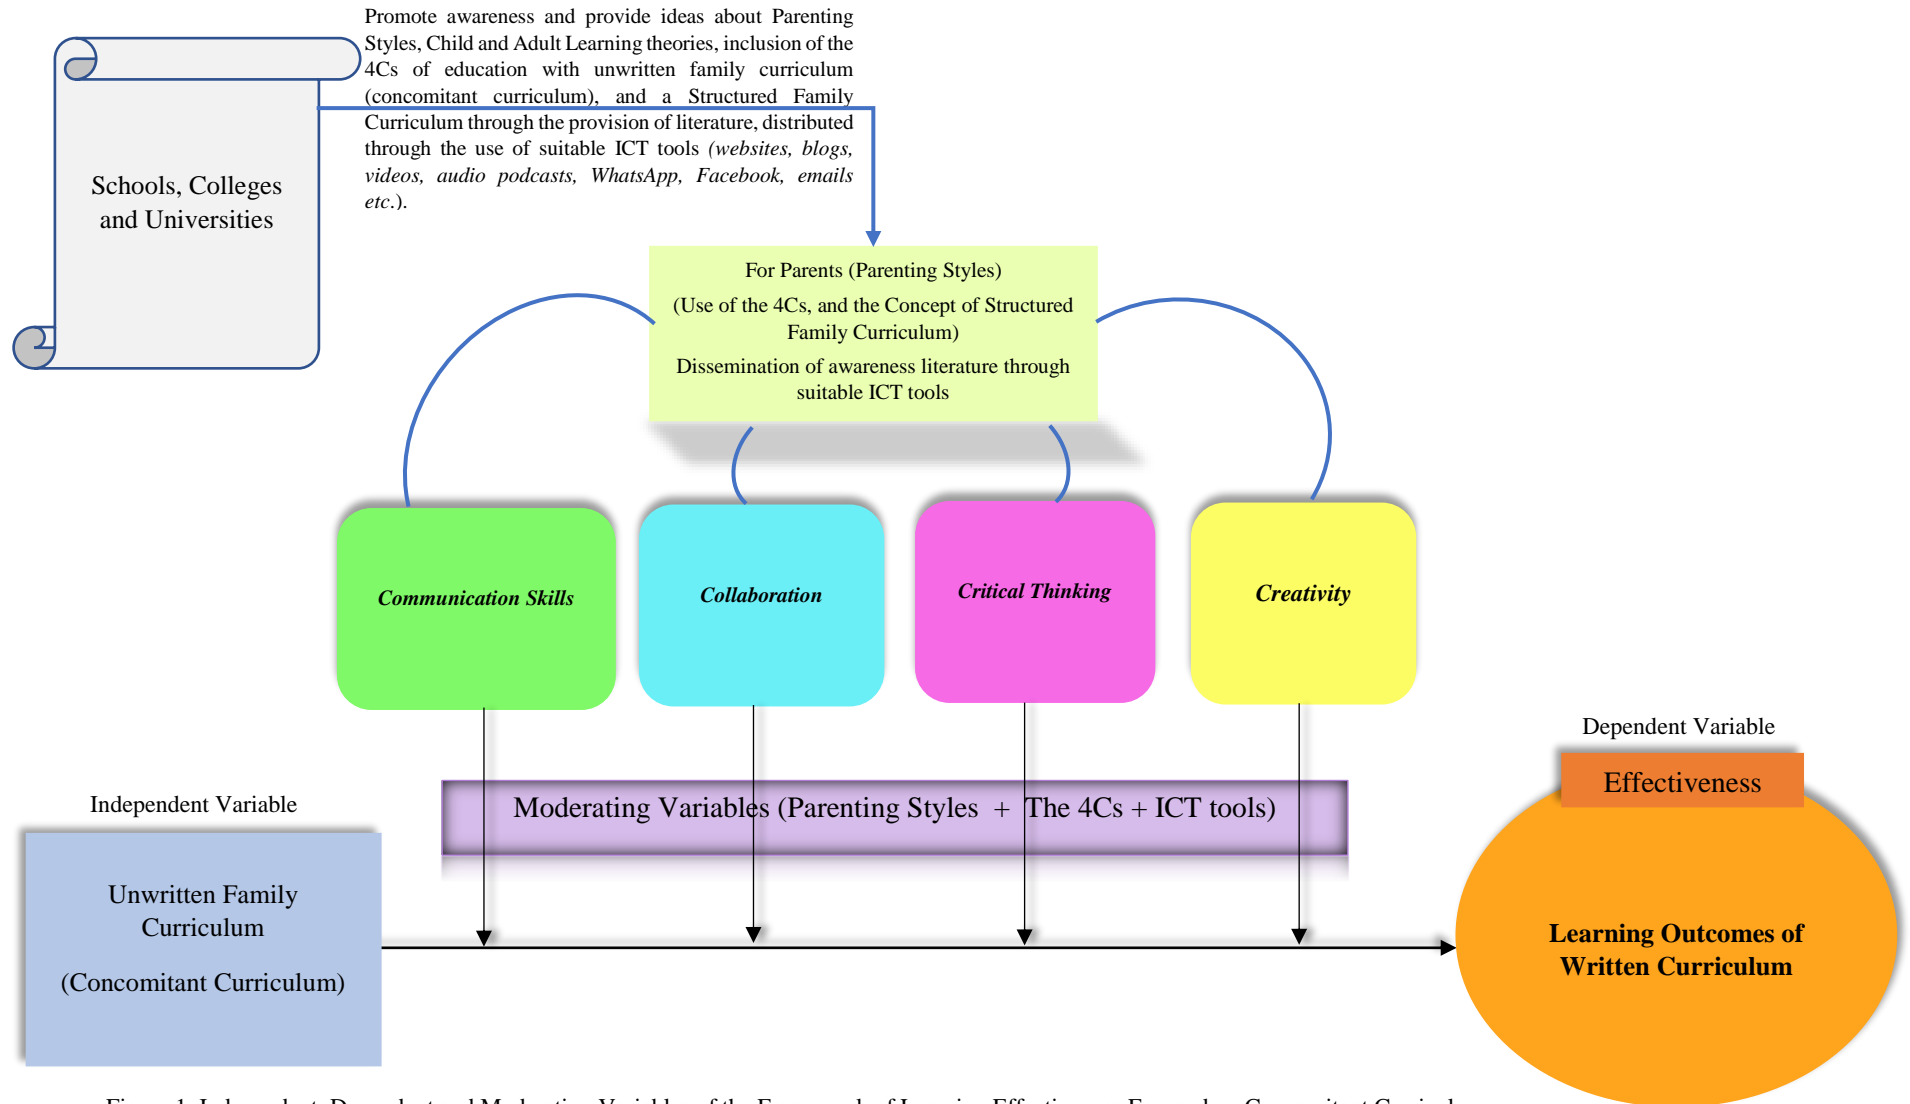 Promote awareness and provide ideas about Parenting
Styles, Child and Adult Learning theories, inclusion of the
4Cs of education with unwritten family curriculum
(concomitant curriculum), and a Structured Family
Curriculum through the provision of literature, distributed
through the use of suitable ICT tools (websites, blogs,
videos, audio podcasts, WhatsApp, Facebook, emails
etc.).
Schools, Colleges
and Universities
For Parents (Parenting Styles)
(Use of the 4Cs, and the Concept of Structured
Family Curriculum)
Dissemination of awareness literature through
suitable ICT tools
Communication Skills
Collaboration
Critical Thinking
Creativity
Dependent Variable
Effectiveness
Independent Variable
Moderating Variables (Parenting Styles + The 4Cs + ICT tools)
Unwritten Family
Curriculum
(Concomitant Curriculum)
Learning Outcomes of
Written Curriculum